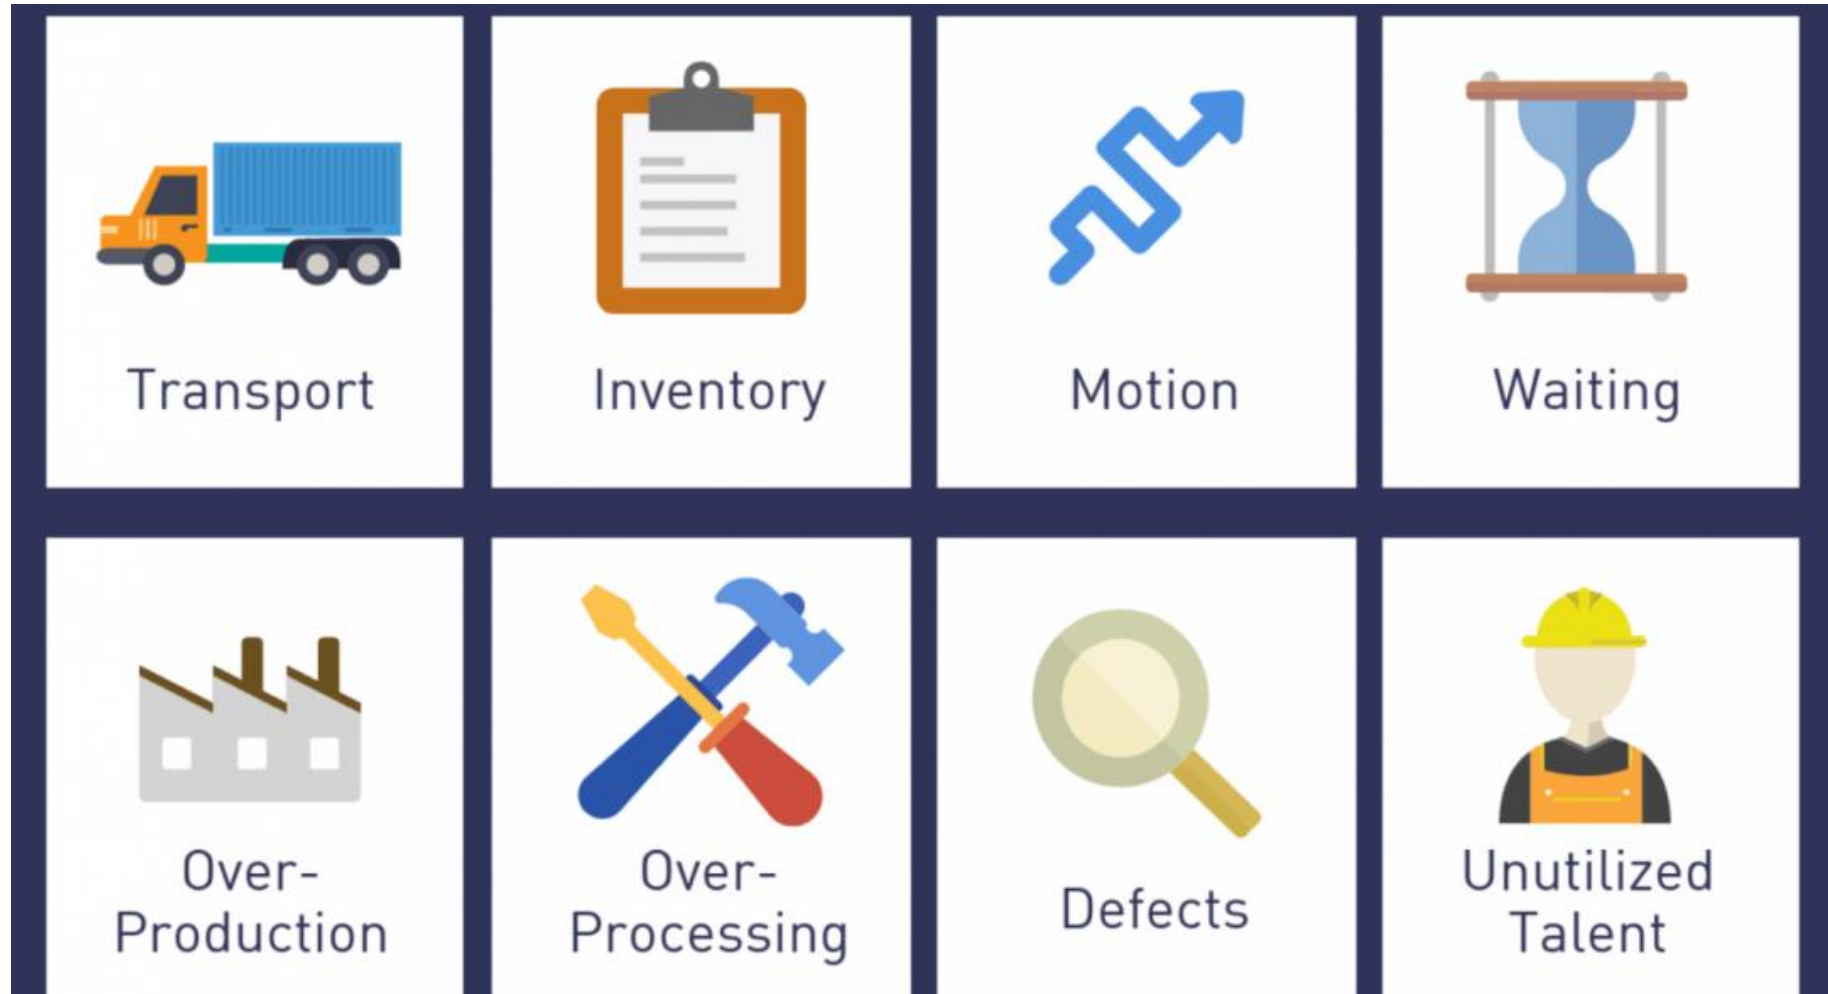 Transport
Inventory
Motion
Waiting
Over-
Production
Over-
Processing
Defects
Unutilized
Talent